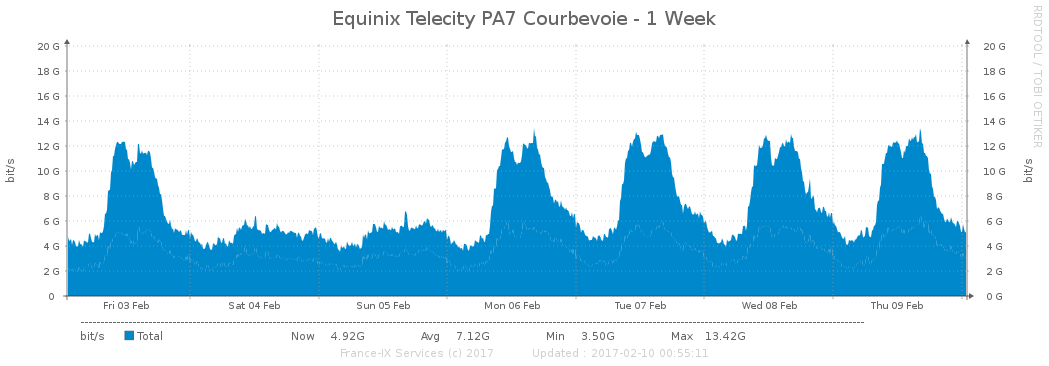 Equinix Telecity PA7 Courbevoie - 1 Week
RRDTOOL / TOBI OETIKER
bit/s
20 G 20 G
18 G 18 G
16 G 16 G
14 G 14 G
12 G 12 G
10 G 10 G
8 G 8 G
6 G 6 G
4 G 4 G
2 G 2 G
0 0 G
bit/s
Fri 03 Feb Sat 04 Feb Sun 05 Feb Mon 06 Feb Tue 07 Feb Wed 08 Feb Thu 09 Feb
bit/s Total Now 4.92G Avg 7.12G Min 3.50G Max 13.42G
France-IX Services (c) 2017 Updated : 2017-02-10 00:55:11